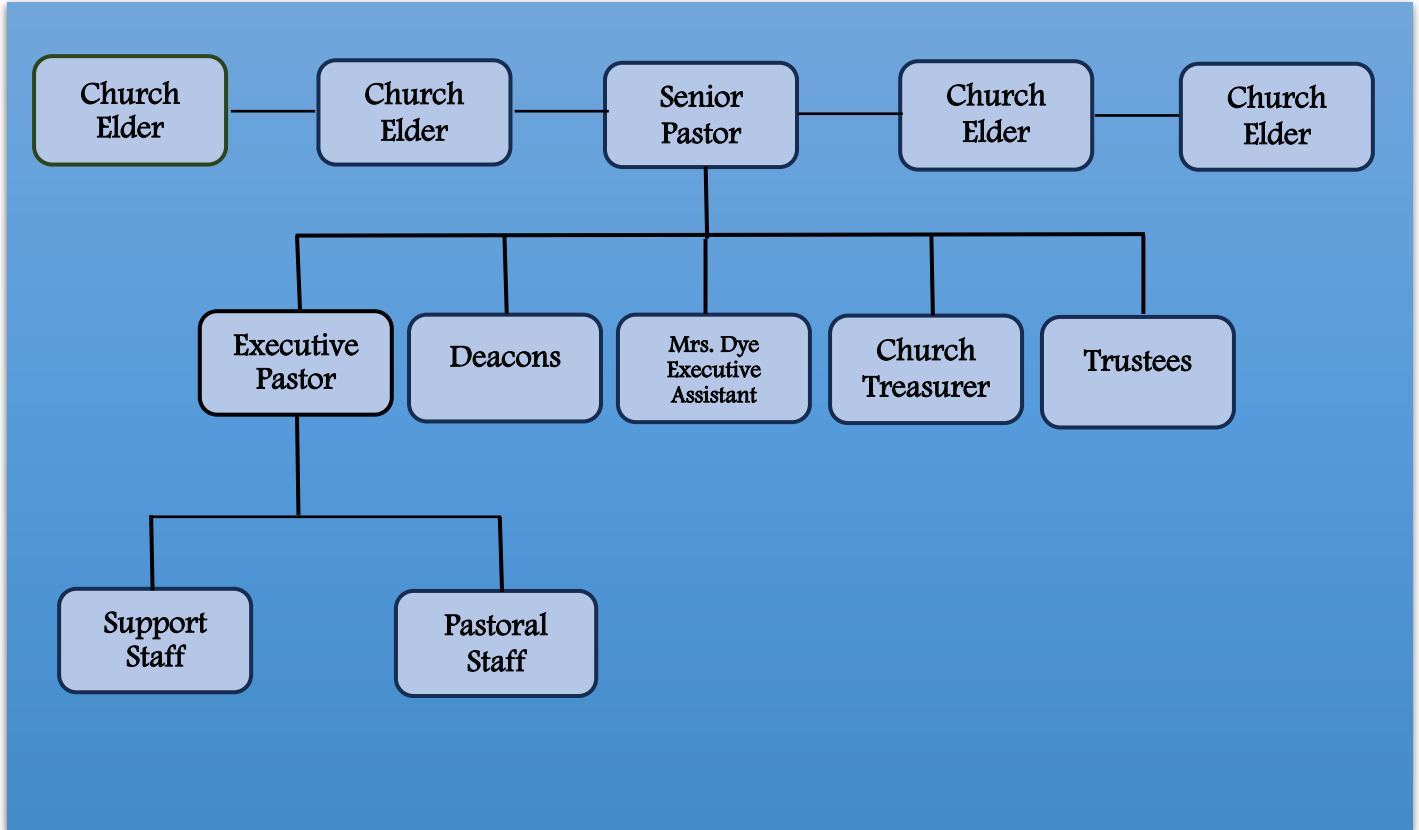 Church
Elder
Church
Elder
Senior
Pastor
Church
Elder
Church
Elder
Executive
Pastor
Deacons
Mrs. Dye
Executive
Assistant
Church
Treasurer
Trustees
Support
Staff
Pastoral
Staff